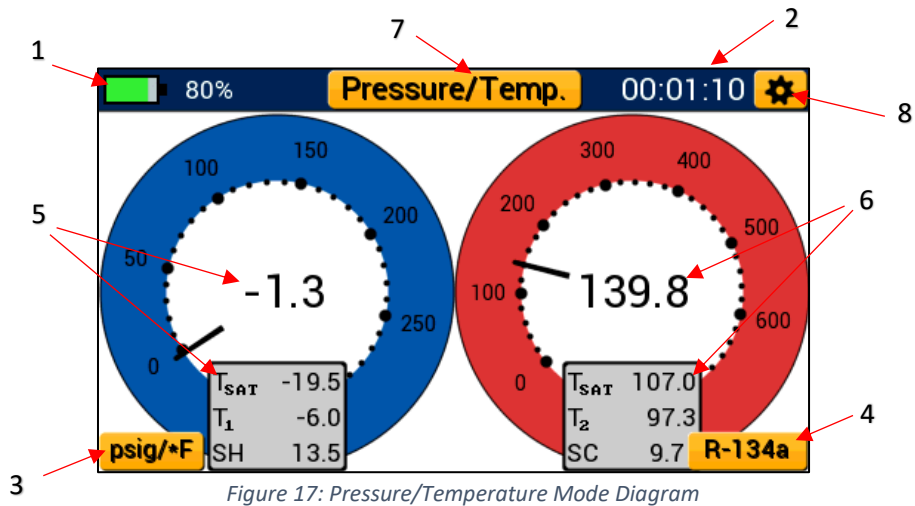 7
2
1
80%
Pressure/Temp.
00:01:10
8
150
100
200
50
250
0
-1.3
5
TSAT -19.5
T1 -6.0
SH 13.5
psig/*F
3
300
400
200
500
100
600
0
139.8
6
TSAT 107.0
T2 97.3
SC 9.7
R-134a
4
Figure 17: Pressure/Temperature Mode Diagram